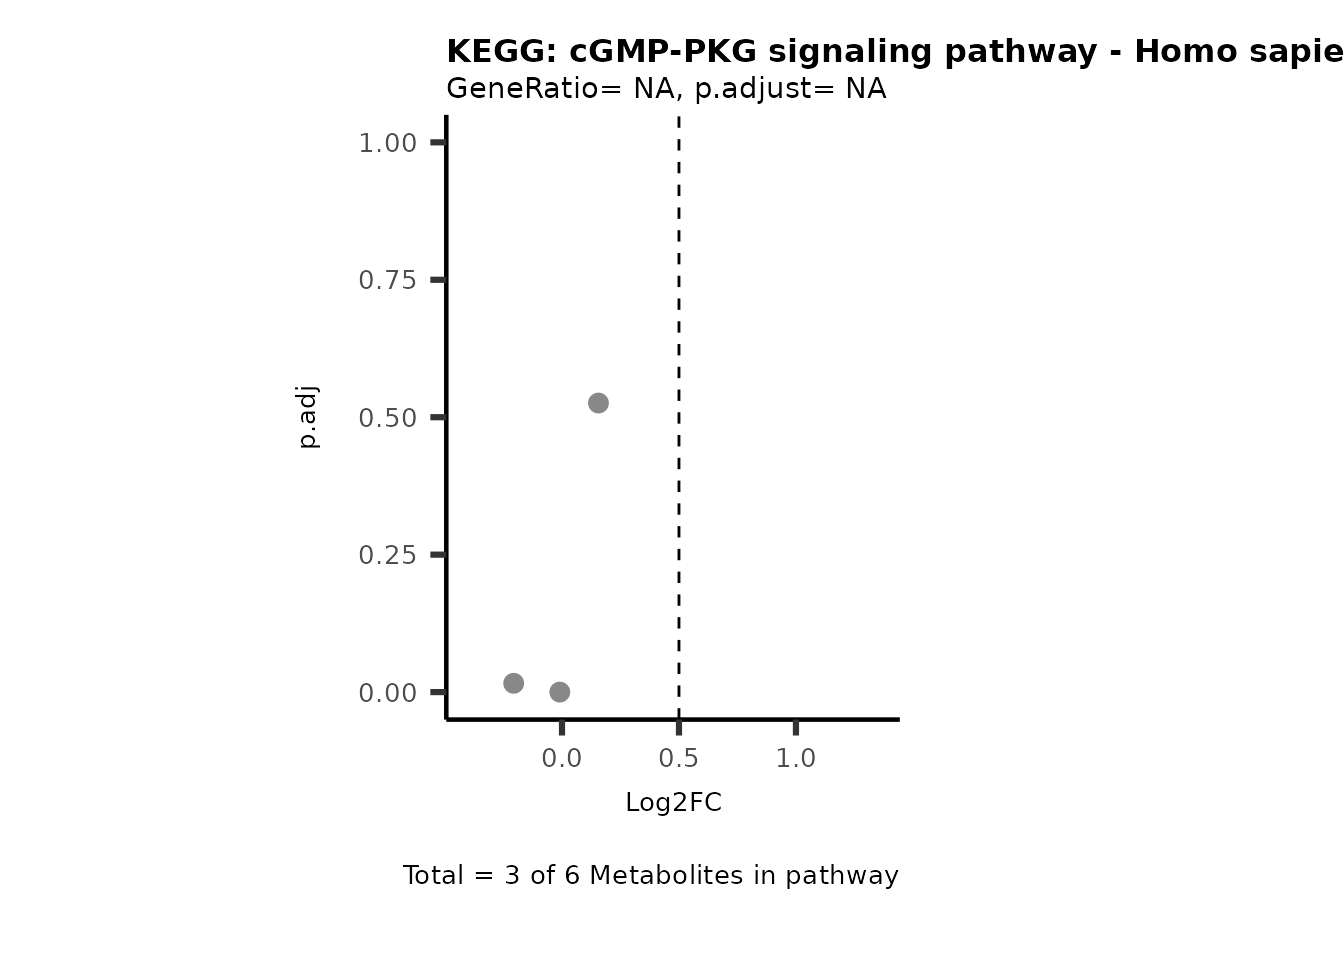 KEGG: cGMP-PKG signaling pathway - Homo sapie
GeneRatio= NA, p.adjust= NA
1.00
0.75
0.50
0.25
0.00
p.adj
0.0 0.5 1.0
Log2FC
Total = 3 of 6 Metabolites in pathway